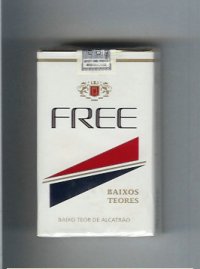 FREE
BAIXOS
TEORES
BAIXO TEOR DE ALCATRÃO